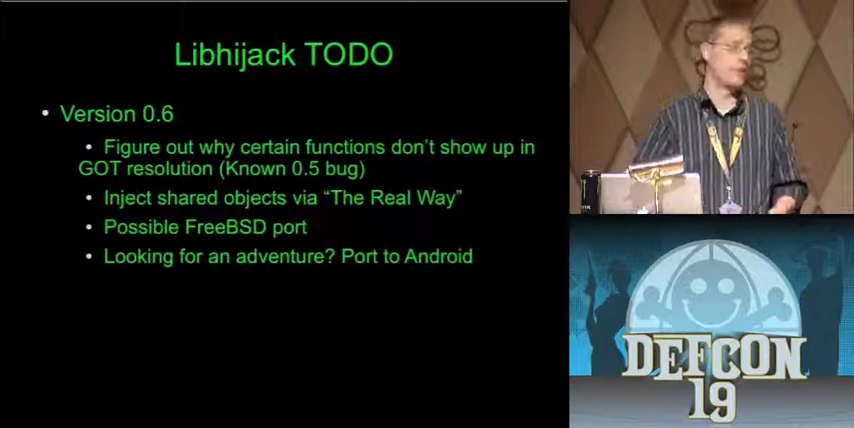 Libhijack TODO
• Version 0.6
• Figure out why certain functions don't show up in
GOT resolution (Known 0.5 bug)
• Inject shared objects via “The Real Way”
• Possible FreeBSD port
• Looking for an adventure? Port to Android
DEFCON
19